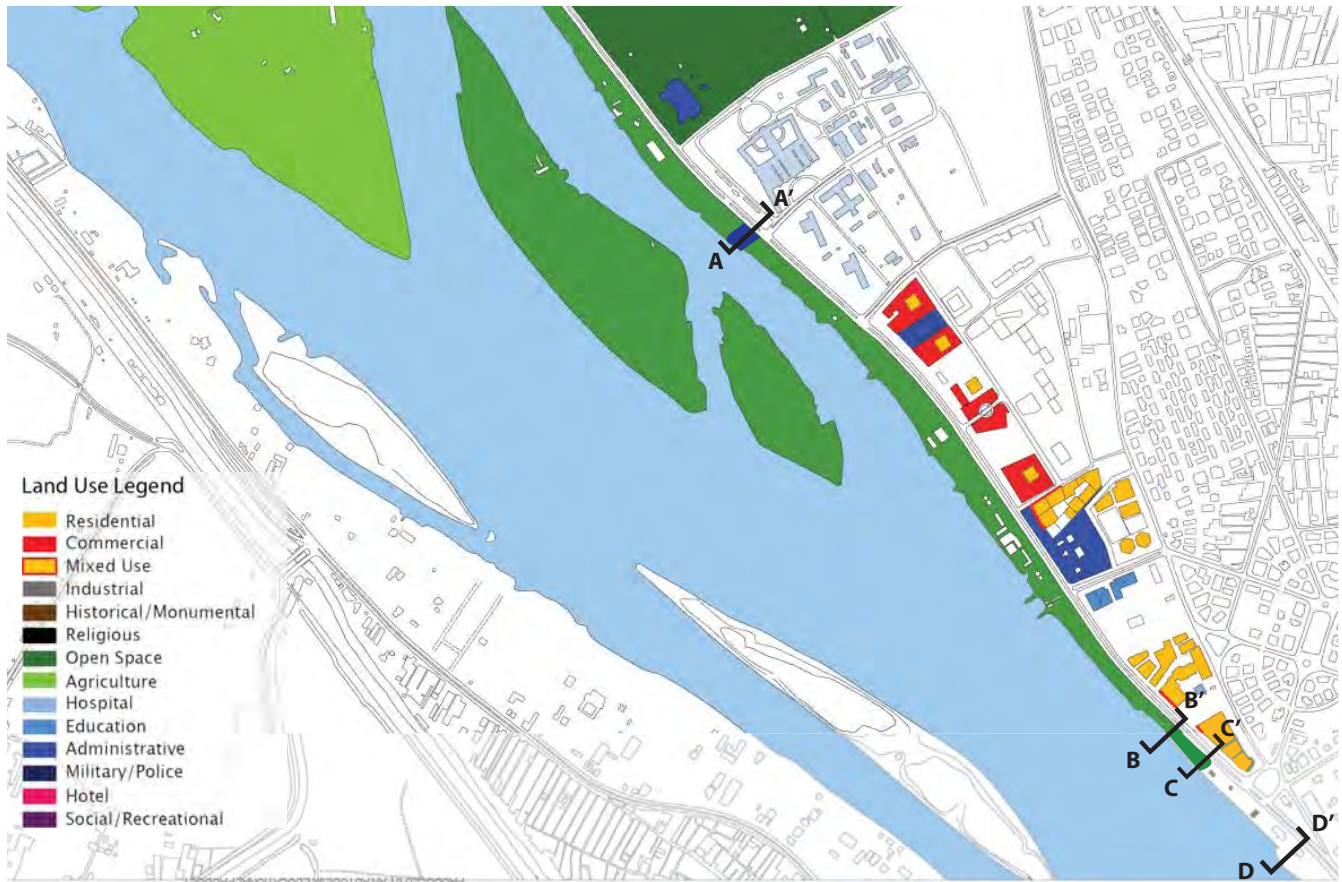 A'
A
Land Use Legend
Residential
Commercial
Mixed Use
Industrial
Historical/Monumental
Religious
Open Space
Agriculture
Hospital
Education
Administrative
Military/Police
Hotel
Social/Recreational
B'
C'
B
C
D'
D